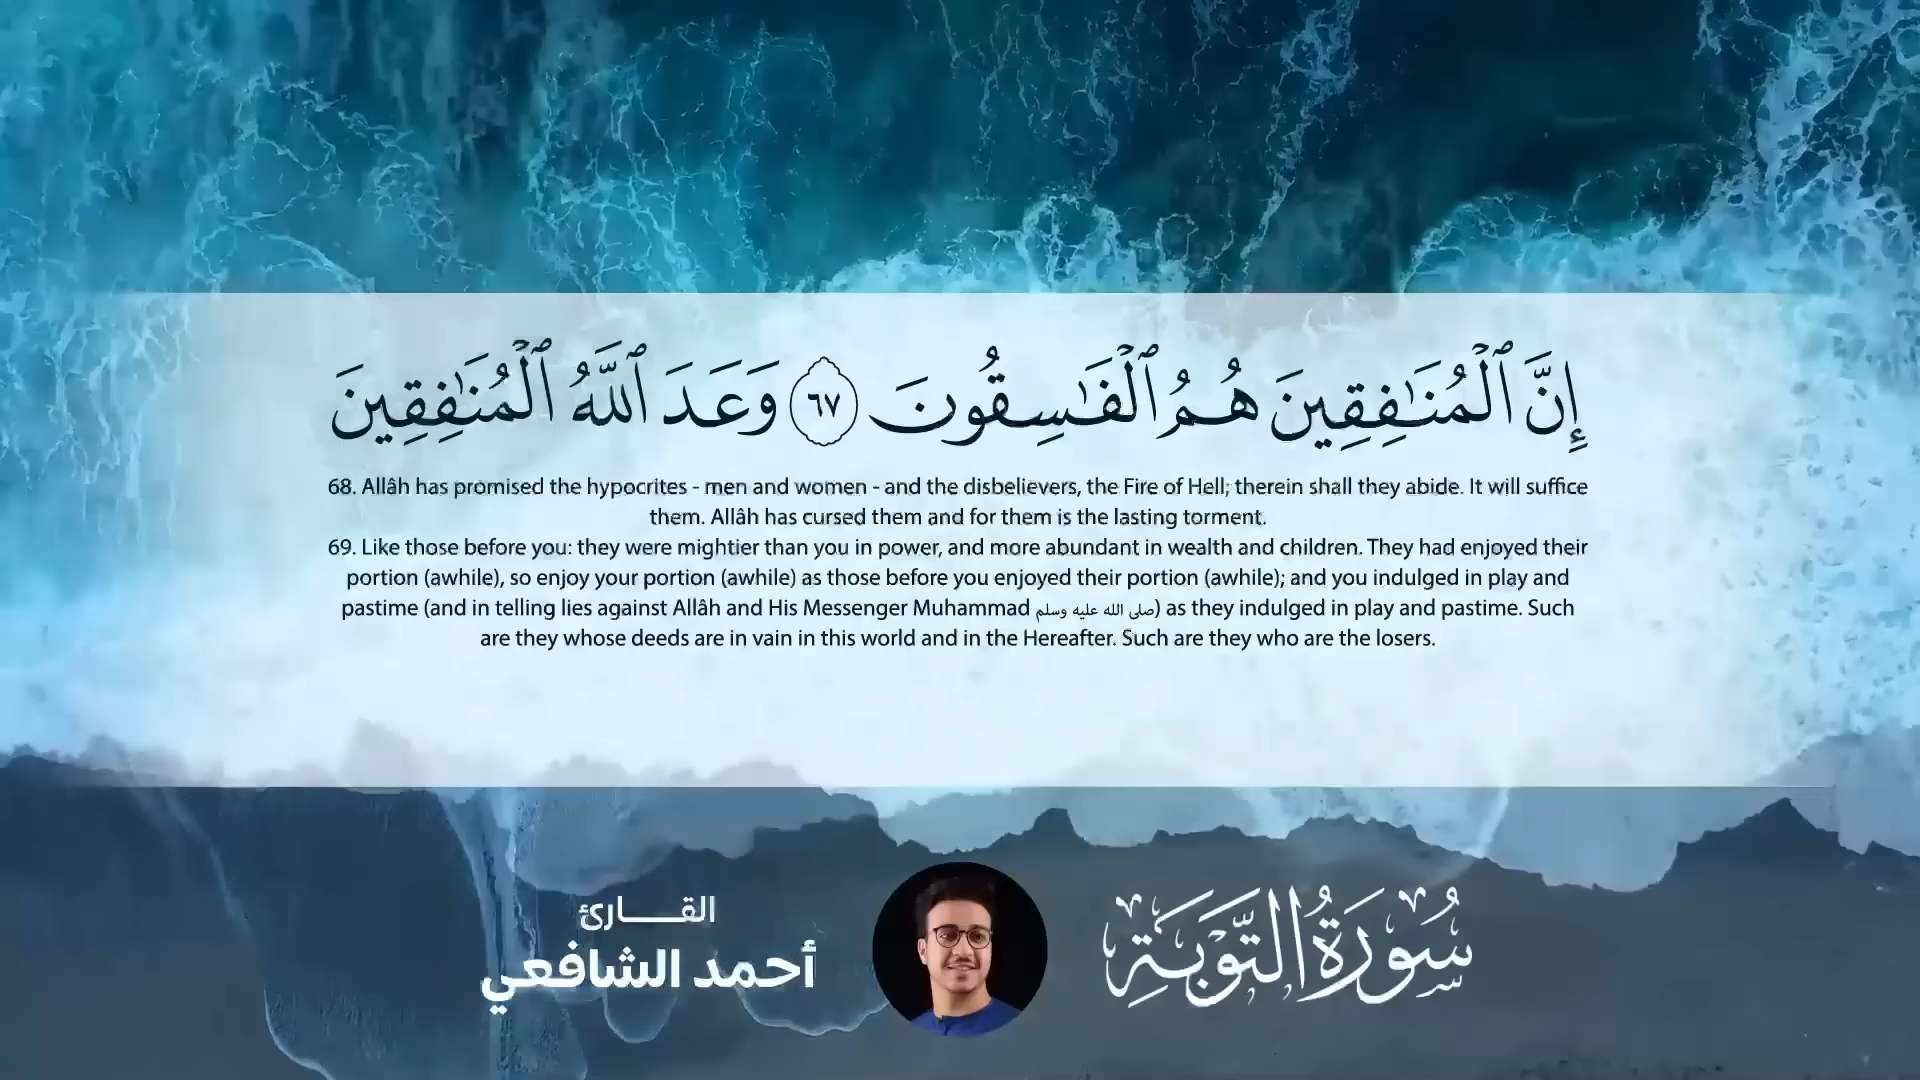 إِنَّ ٱلْمُنَٰفِقِينَ هُمُ ٱلْفَٰسِقُونَ ٦٧ وَعَدَ ٱللَّهُ ٱلْمُنَٰفِقِينَ
68. Allâh has promised the hypocrites - men and women - and the disbelievers, the Fire of Hell; therein shall they abide. It will suffice
them. Allâh has cursed them and for them is the lasting torment.
69. Like those before you: they were mightier than you in power, and more abundant in wealth and children. They had enjoyed their
portion (awhile), so enjoy your portion (awhile) as those before you enjoyed their portion (awhile); and you indulged in play and
pastime (and in telling lies against Allâh and His Messenger Muhammad صلى الله عليه وسلم) as they indulged in play and pastime. Such
are they whose deeds are in vain in this world and in the Hereafter. Such are they who are the losers.
سُورَةُ التَّوْبَةِ
القـــارئ
أحمد الشافعي